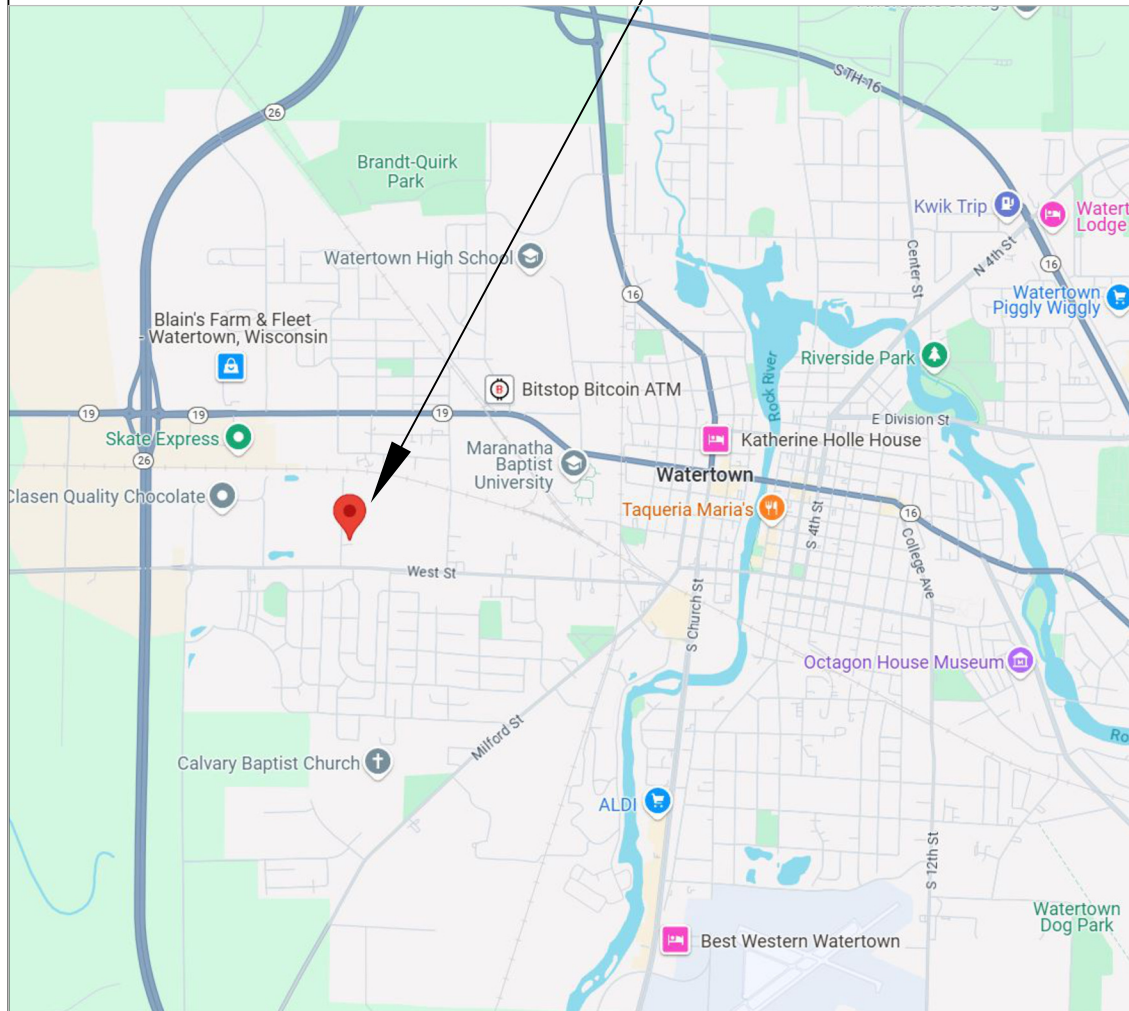 STH-16
26
Brandt-Quirk
Park
Kwik Trip
Watert
Lodge
Center St
N 4th St
Watertown High School
16
16
Watertown
Piggly Wiggly
Blain's Farm & Fleet
- Watertown, Wisconsin
Rock River
Riverside Park
Bitstop Bitcoin ATM
19
19
19
E Division St
Skate Express
Katherine Holle House
Maranatha
Baptist
University
26
Watertown
Clasen Quality Chocolate
Taqueria Maria's
S 4th St
16
College Ave
West St
S Church St
Octagon House Museum
Milford St
Ro
Calvary Baptist Church
ALDI
S 12th St
Watertown
Dog Park
Best Western Watertown